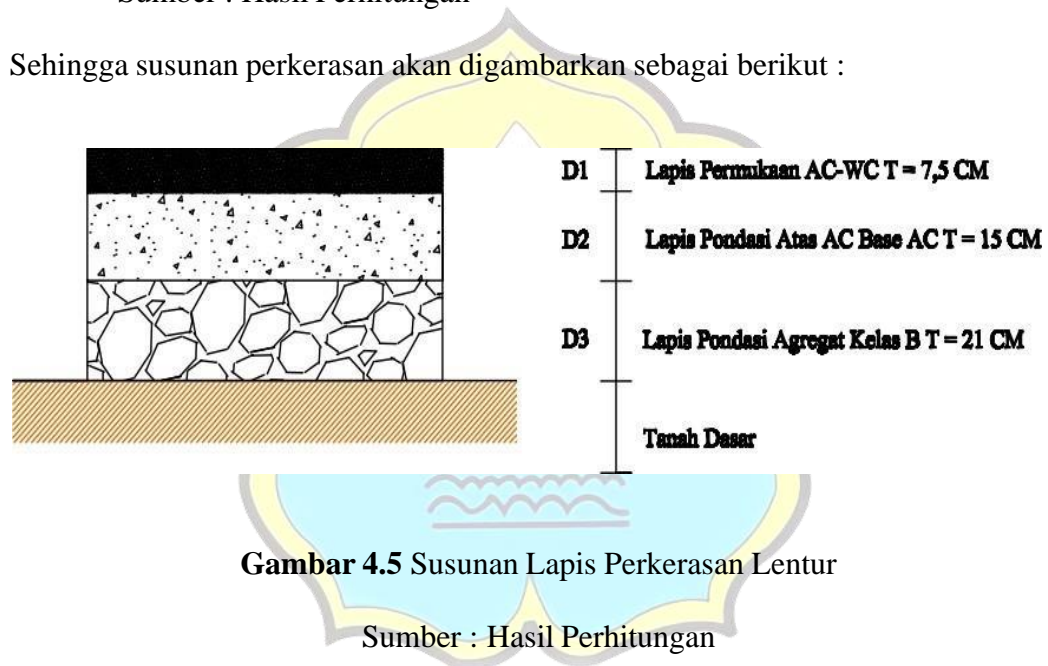 Sumber : Hasil Perhitungan
Sehingga susunan perkerasan akan digambarkan sebagai berikut :
D1 Lapis Permukaan AC-WC T = 7,5 CM
D2 Lapis Pondasi Atas AC Base AC T = 15 CM
D3 Lapis Pondasi Agregat Kelas B T = 21 CM
Tanah Dasar
Gambar 4.5 Susunan Lapis Perkerasan Lentur
Sumber : Hasil Perhitungan